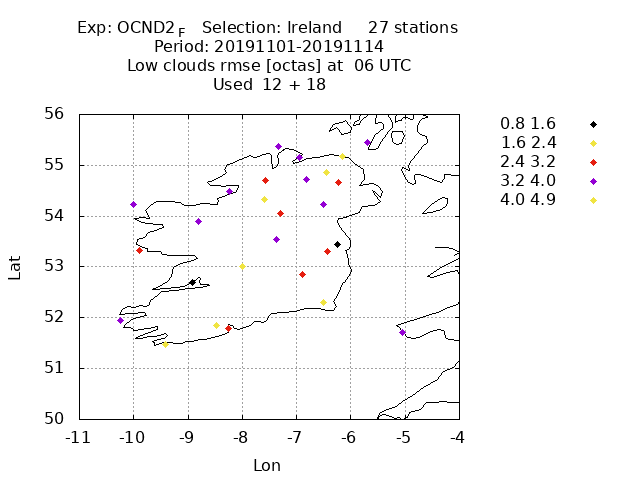 Exp: OCND2F Selection: Ireland 27 stations
Period: 20191101-20191114
Low clouds rmse [octas] at 06 UTC
Used 12 + 18
0.8 1.6
1.6 2.4
2.4 3.2
3.2 4.0
4.0 4.9
56
55
54
53
52
51
50
Lat
-11 -10 -9 -8 -7 -6 -5 -4
Lon